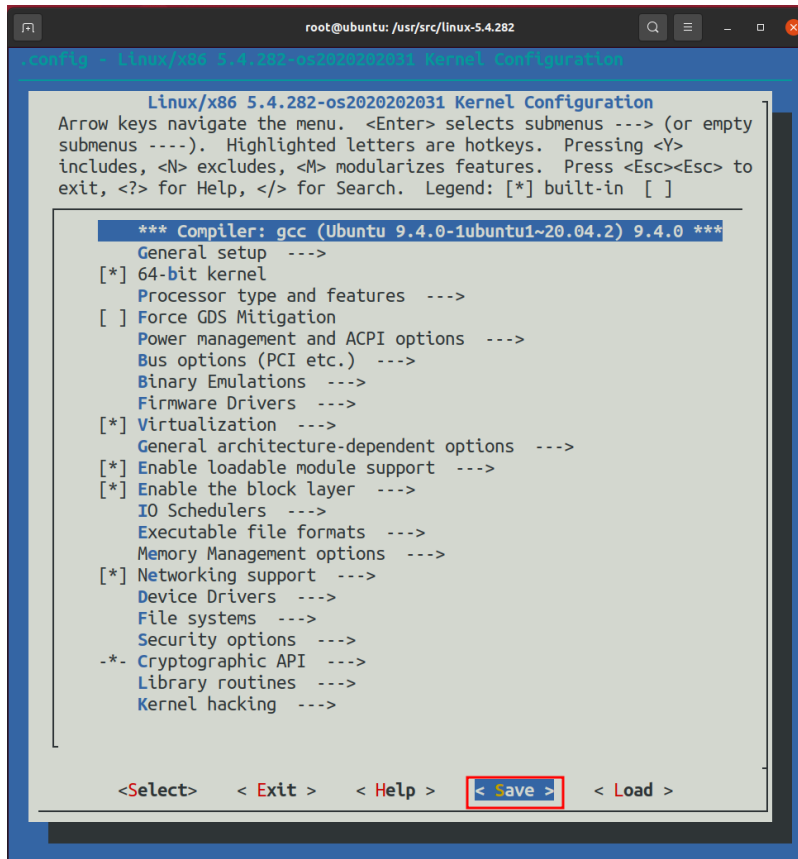 root@ubuntu: /usr/src/linux-5.4.282
.config - Linux/x86 5.4.282-os2020202031 Kernel Configuration
Linux/x86 5.4.282-os2020202031 Kernel Configuration
Arrow keys navigate the menu.  <Enter> selects submenus ---> (or empty
submenus ----).  Highlighted letters are hotkeys.  Pressing <Y>
includes, <N> excludes, <M> modularizes features.  Press <Esc><Esc> to
exit, <?> for Help, </> for Search.  Legend: [*] built-in  [ ]
*** Compiler: gcc (Ubuntu 9.4.0-1ubuntu1~20.04.2) 9.4.0 ***
General setup  --->
[*] 64-bit kernel
Processor type and features  --->
[ ] Force GDS Mitigation
Power management and ACPI options  --->
Bus options (PCI etc.)  --->
Binary Emulations  --->
Firmware Drivers  --->
[*] Virtualization  --->
General architecture-dependent options  --->
[*] Enable loadable module support  --->
[*] Enable the block layer  --->
IO Schedulers  --->
Executable file formats  --->
Memory Management options  --->
[*] Networking support  --->
Device Drivers  --->
File systems  --->
Security options  --->
-*- Cryptographic API  --->
Library routines  --->
Kernel hacking  --->
<Select>    < Exit >    < Help >    < Save >    < Load >